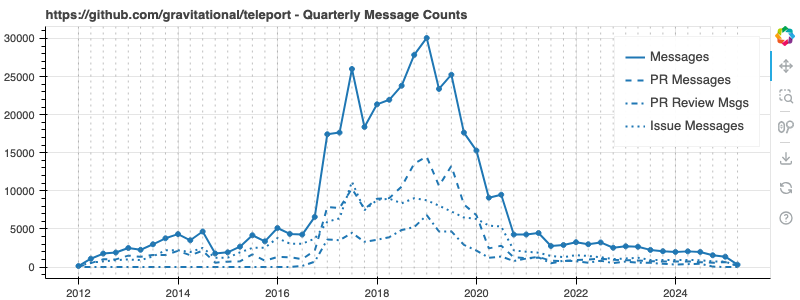 https://github.com/gravitational/teleport - Quarterly Message Counts
30000
25000
20000
15000
10000
5000
0
Messages
PR Messages
PR Review Msgs
Issue Messages
2012 2014 2016 2018 2020 2022 2024